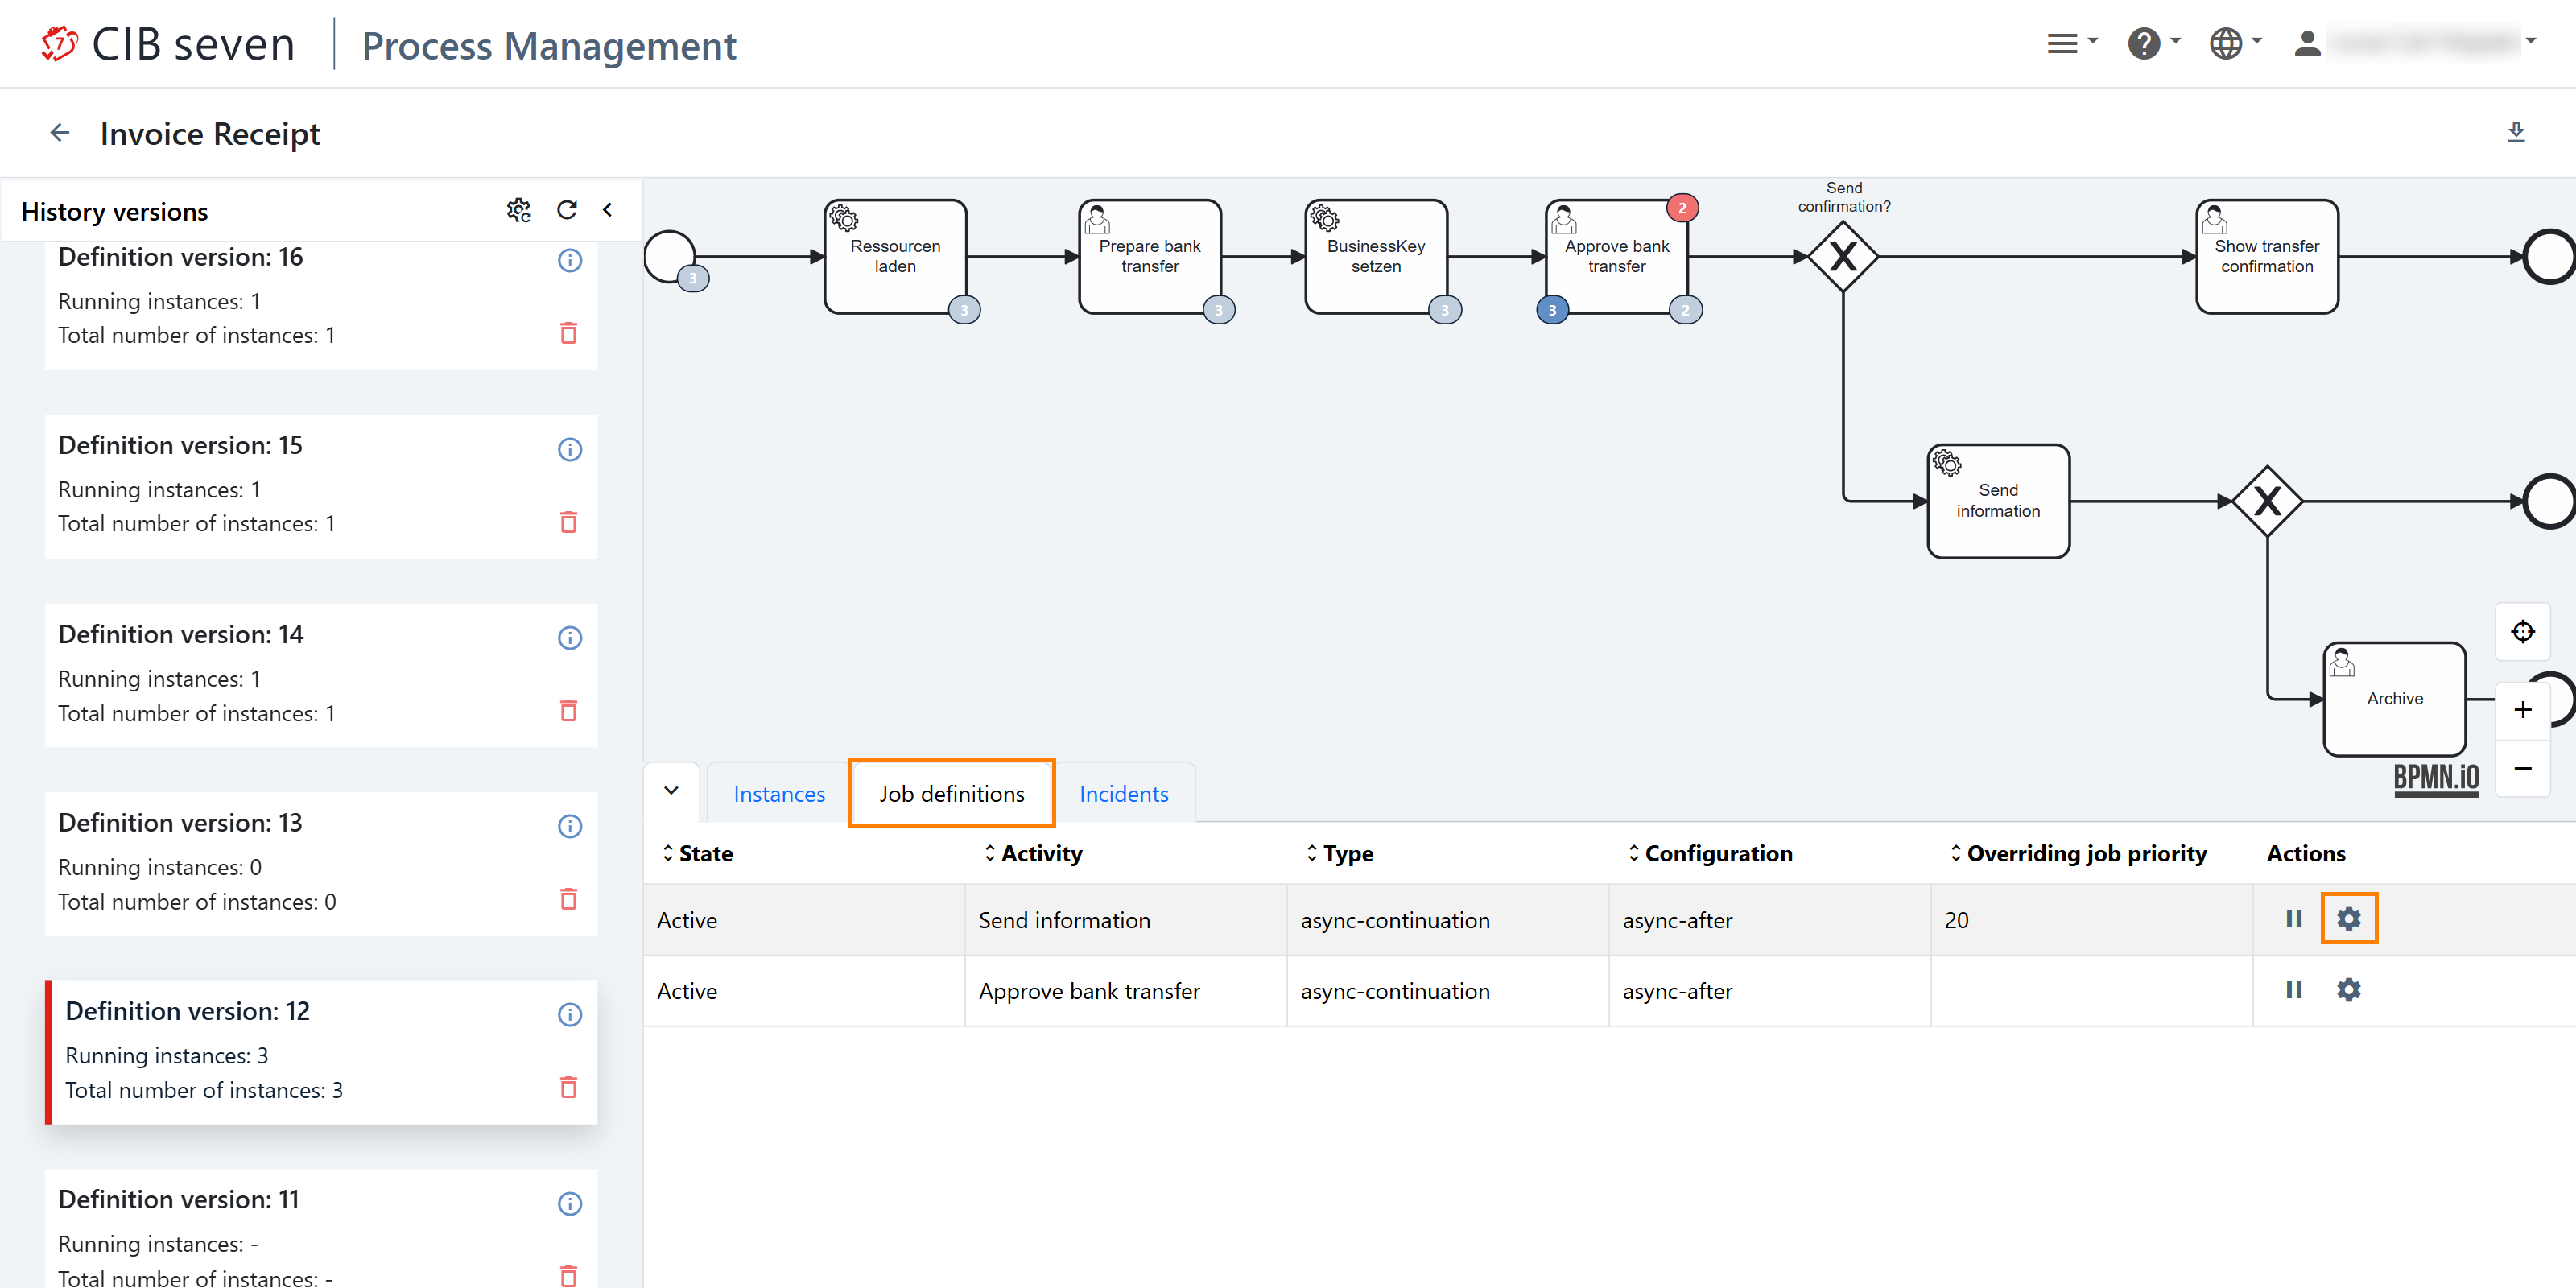 CIB seven
Process Management
Invoice Receipt
History versions
Definition version: 16
Running instances: 1
Total number of instances: 1
Definition version: 15
Running instances: 1
Total number of instances: 1
Definition version: 14
Running instances: 1
Total number of instances: 1
Definition version: 13
Running instances: 0
Total number of instances: 0
Definition version: 12
Running instances: 3
Total number of instances: 3
Definition version: 11
Running instances: -
Total number of instances: -
3
Ressourcen
laden
3
Prepare bank
transfer
3
BusinessKey
setzen
3
2
Approve bank
transfer
3
2
Send
confirmation?
Show transfer
confirmation
Send
information
Archive
BPMN.iO
Instances
Job definitions
Incidents
State Activity Type Configuration Overriding job priority Actions
Active Send information async-continuation async-after 20
Active Approve bank transfer async-continuation async-after